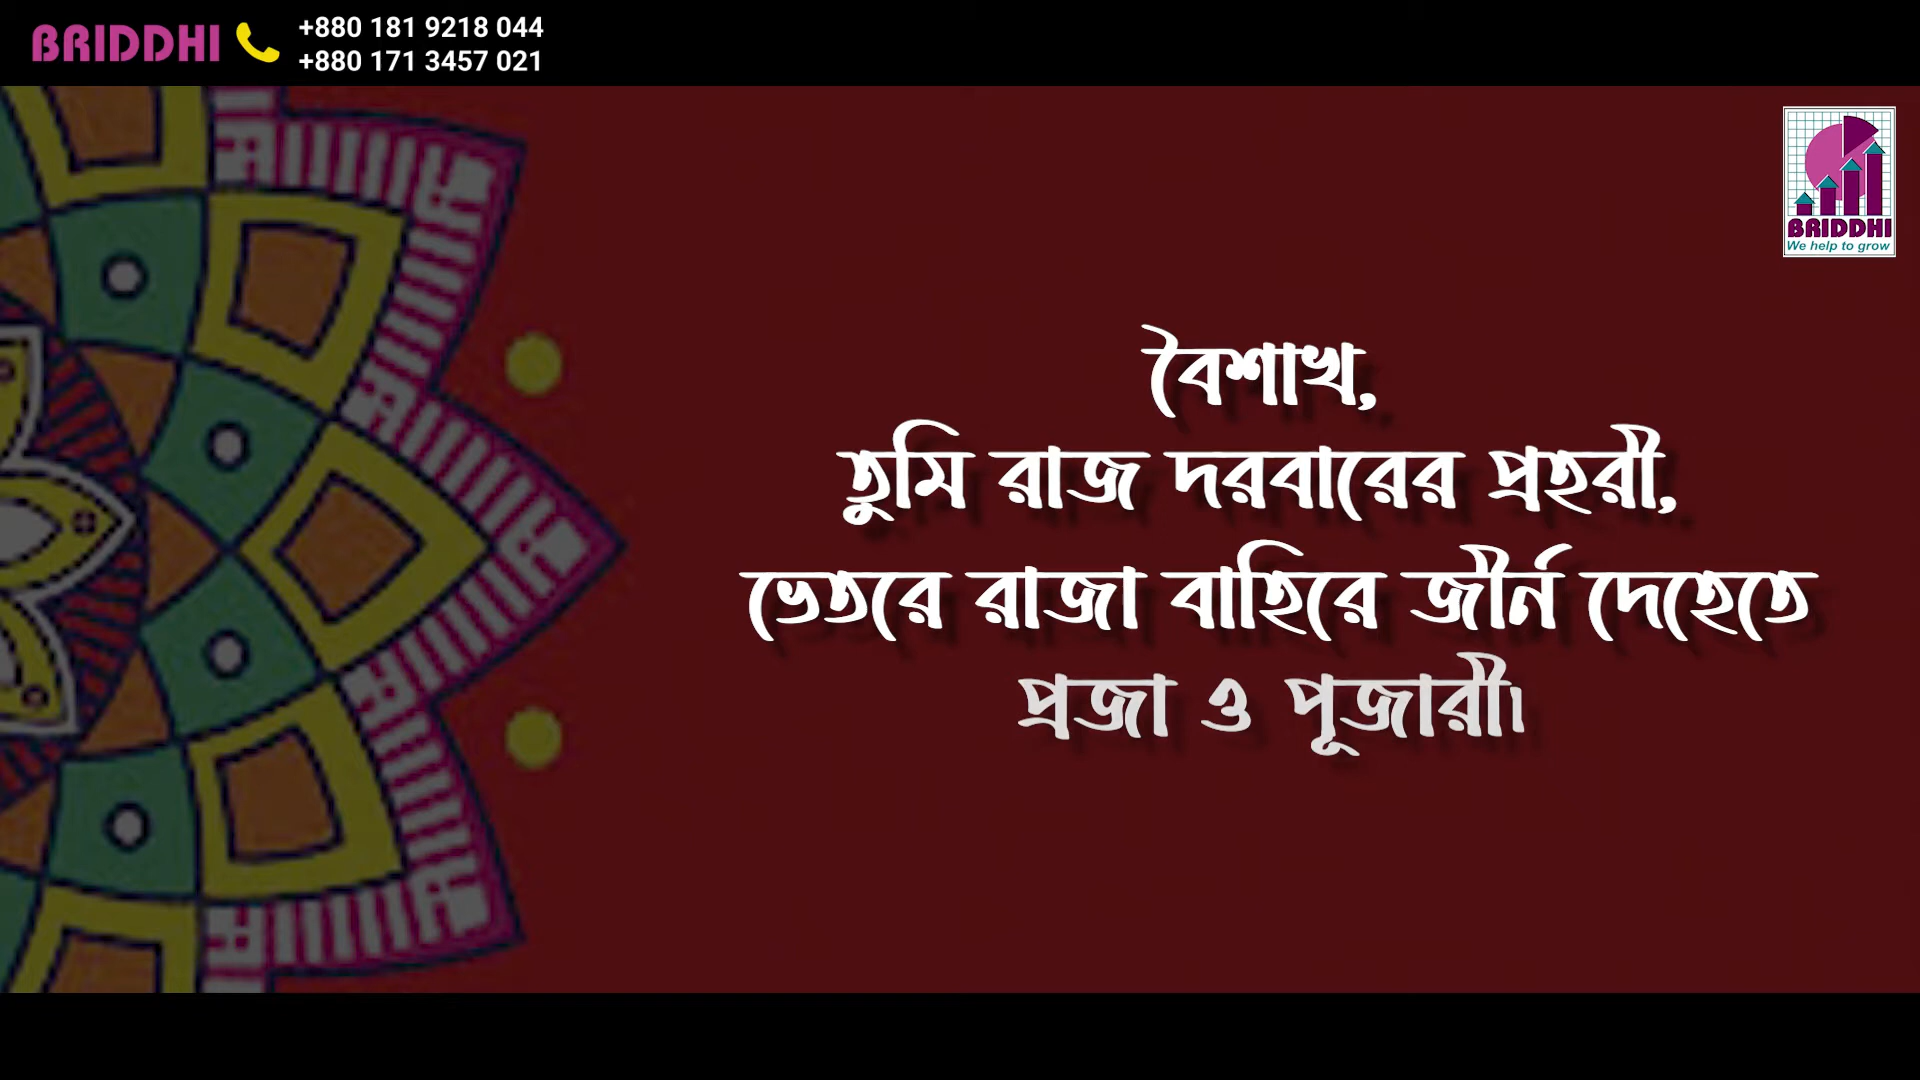 BRIDDHI
+880 181 9218 044
+880 171 3457 021
BRIDDHI
We help to grow
বৈশাখ,
তুমি রাজ দরবারের প্রহরী,
ভেতরে রাজা বাহিরে জীর্ন দেহেতে
প্রজা ও পূজারী।